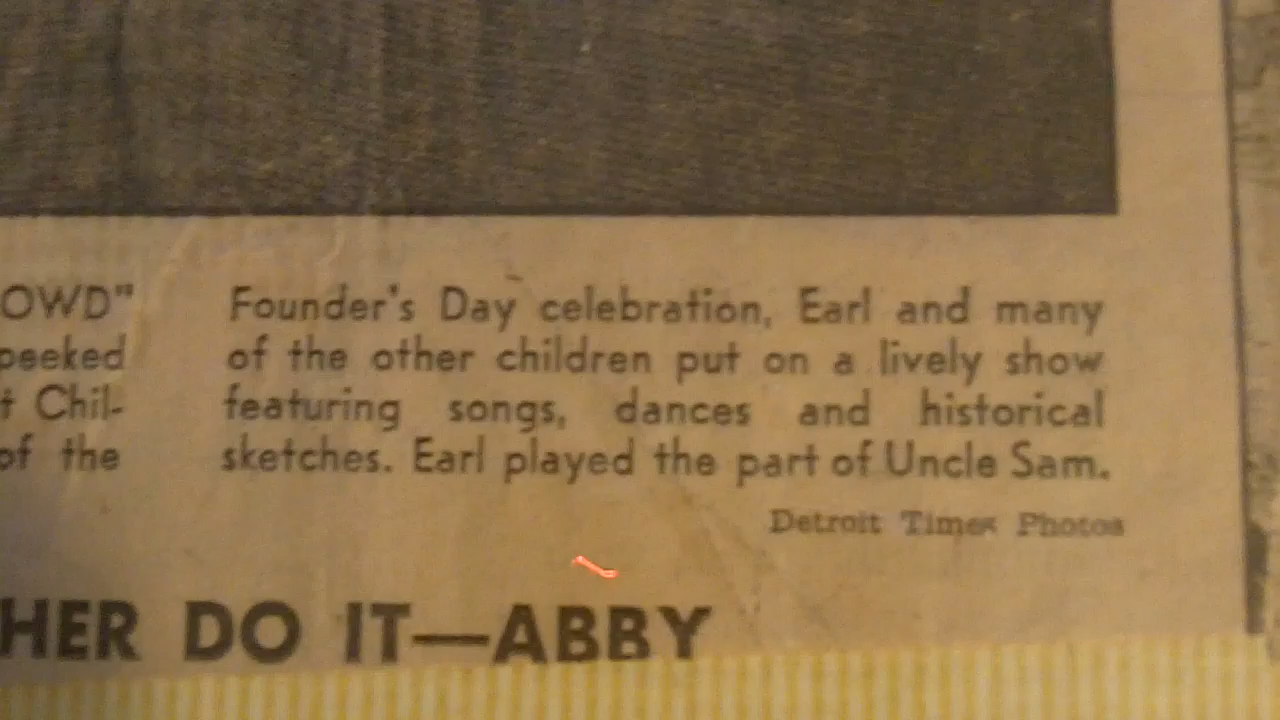 OWD"
peeked
t Chil-
of the
Founder's Day celebration, Earl and many
of the other children put on a lively show
featuring songs, dances and historical
sketches. Earl played the part of Uncle Sam.
Detroit Times Photos
HER DO IT—ABBY